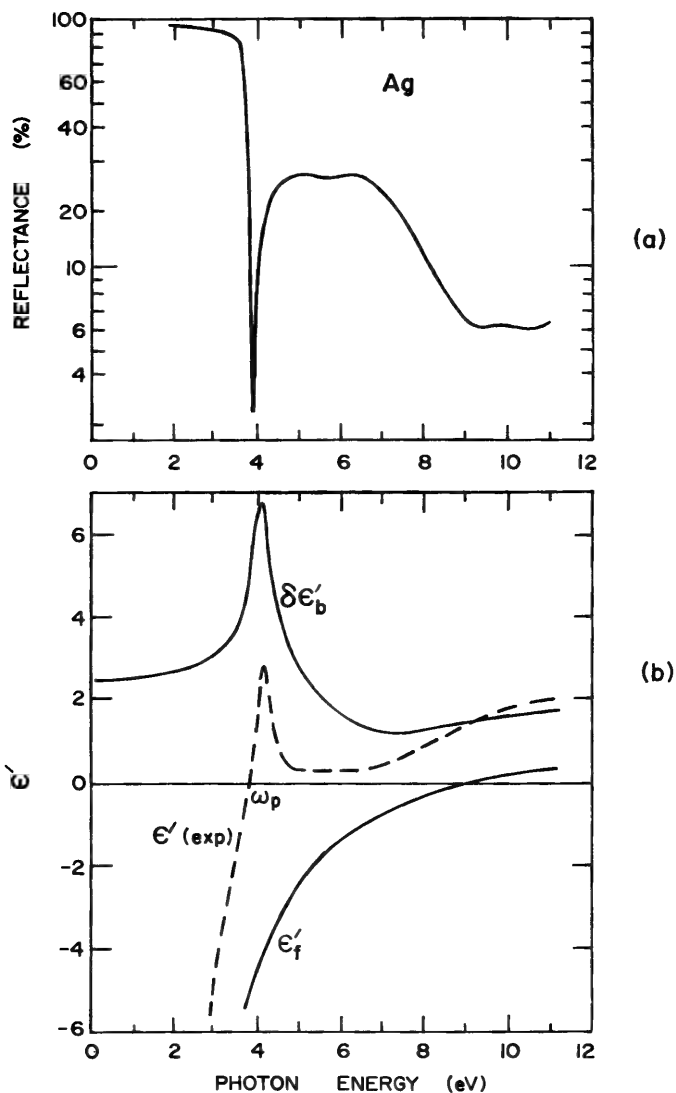 100
60
40
20
10
6
4
REFLECTANCE (%)
Ag
(a)
0 2 4 6 8 10 12
6
4
2
0
-2
-4
-6
ϵ′
δϵ′b
ωp
ϵ′ (exp)
ϵ′f
(b)
0 2 4 6 8 10 12
PHOTON ENERGY (eV)